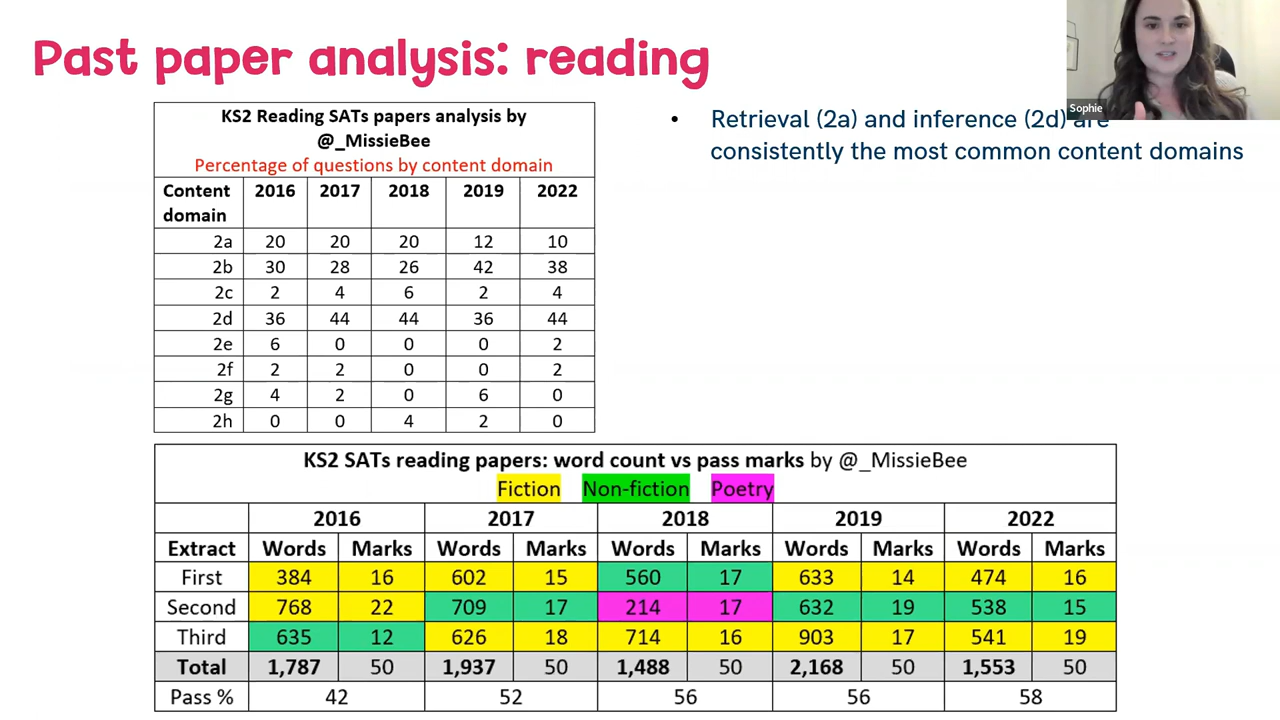 Past paper analysis: reading
Sophie
KS2 Reading SATs papers analysis by
@_MissieBee
Percentage of questions by content domain
Content domain 2016 2017 2018 2019 2022
2a 20 20 20 12 10
2b 30 28 26 42 38
2c 2 4 6 2 4
2d 36 44 44 36 44
2e 6 0 0 0 2
2f 2 2 0 0 2
2g 4 2 0 6 0
2h 0 0 4 2 0
• Retrieval (2a) and inference (2d) are
consistently the most common content domains
KS2 SATs reading papers: word count vs pass marks by @_MissieBee
Fiction Non-fiction Poetry
2016 2017 2018 2019 2022
Extract Words Marks Words Marks Words Marks Words Marks Words Marks
First 384 16 602 15 560 17 633 14 474 16
Second 768 22 709 17 214 17 632 19 538 15
Third 635 12 626 18 714 16 903 17 541 19
Total 1,787 50 1,937 50 1,488 50 2,168 50 1,553 50
Pass % 42 52 56 56 58